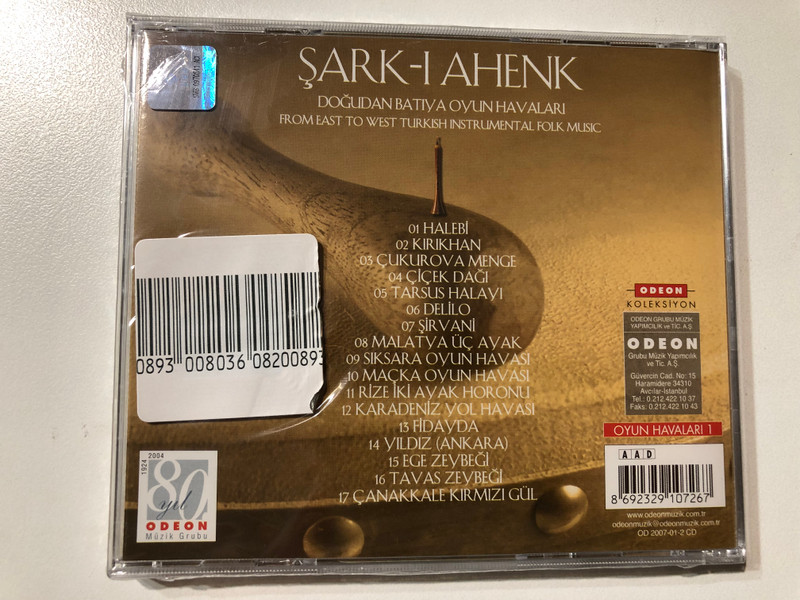 ŞARK-I AHENK
DOĞUDAN BATIYA OYUN HAVALARI
FROM EAST TO WEST TURKISH INSTRUMENTAL FOLK MUSIC
01 HALEBİ
02 KIRIKHAN
03 ÇUKUROVA MENGE
04 ÇİÇEK DAĞI
05 TARSUS HALAYI
06 DELİLO
07 ŞİRVANİ
08 MALATYA ÜÇ AYAK
09 SIKSARA OYUN HAVASI
10 MAÇKA OYUN HAVASI
11 RİZE İKİ AYAK HORONU
12 KARADENİZ YOL HAVASI
13 FİDAYDA
14 YILDIZ (ANKARA)
15 EGE ZEYBEĞİ
16 TAVAS ZEYBEĞİ
17 ÇANAKKALE KIRMIZI GÜL
0893 008036 08200893
1924 2004
80
yıl
ODEON
Müzik Grubu
ODEON
KOLEKSİYON
ODEON GRUBU MÜZİK
YAPIMCILIK ve TİC. A.Ş.
ODEON
Grubu Müzik Yapımcılık
ve Tic. A.Ş.
Güvercin Cad. No: 15
Haramidere 34310
Avcılar-İstanbul
Tel.: 0.212.422 10 37
Faks: 0.212.422 10 43
OYUN HAVALARI 1
A A D
8 692329 107267
www.odeonmuzik.com.tr
odeonmuzik@odeonmuzik.com.tr
OD 2007-01-2 CD